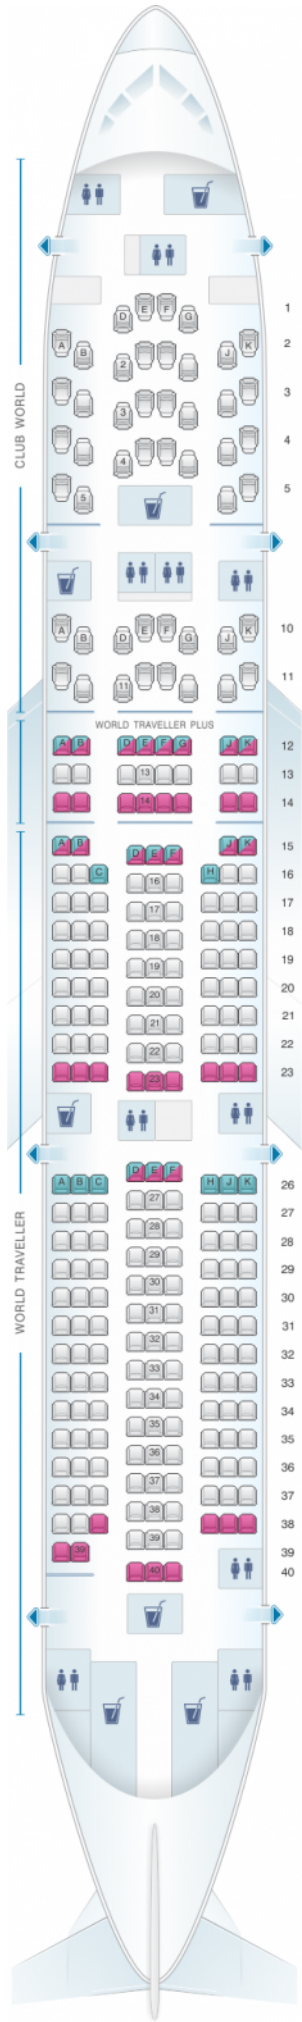 1
D E F G
A B 2 J K 2
3 3
4 4
5 5
CLUB WORLD
A B D E F G J K 10
11 11
WORLD TRAVELLER PLUS
A B D E F G J K 12
13 13
14 14
A B D E F J K 15
C 16 H 16
17 17
18 18
19 19
20 20
21 21
22 22
23 23
D E F
A B C H J K 26
27 27
28 28
29 29
30 30
WORLD TRAVELLER
31 31
32 32
33 33
34 34
35 35
36 36
37 37
38 38
39 39 39
40 40